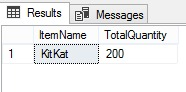 Results Messages
ItemName TotalQuantity
1 KitKat 200